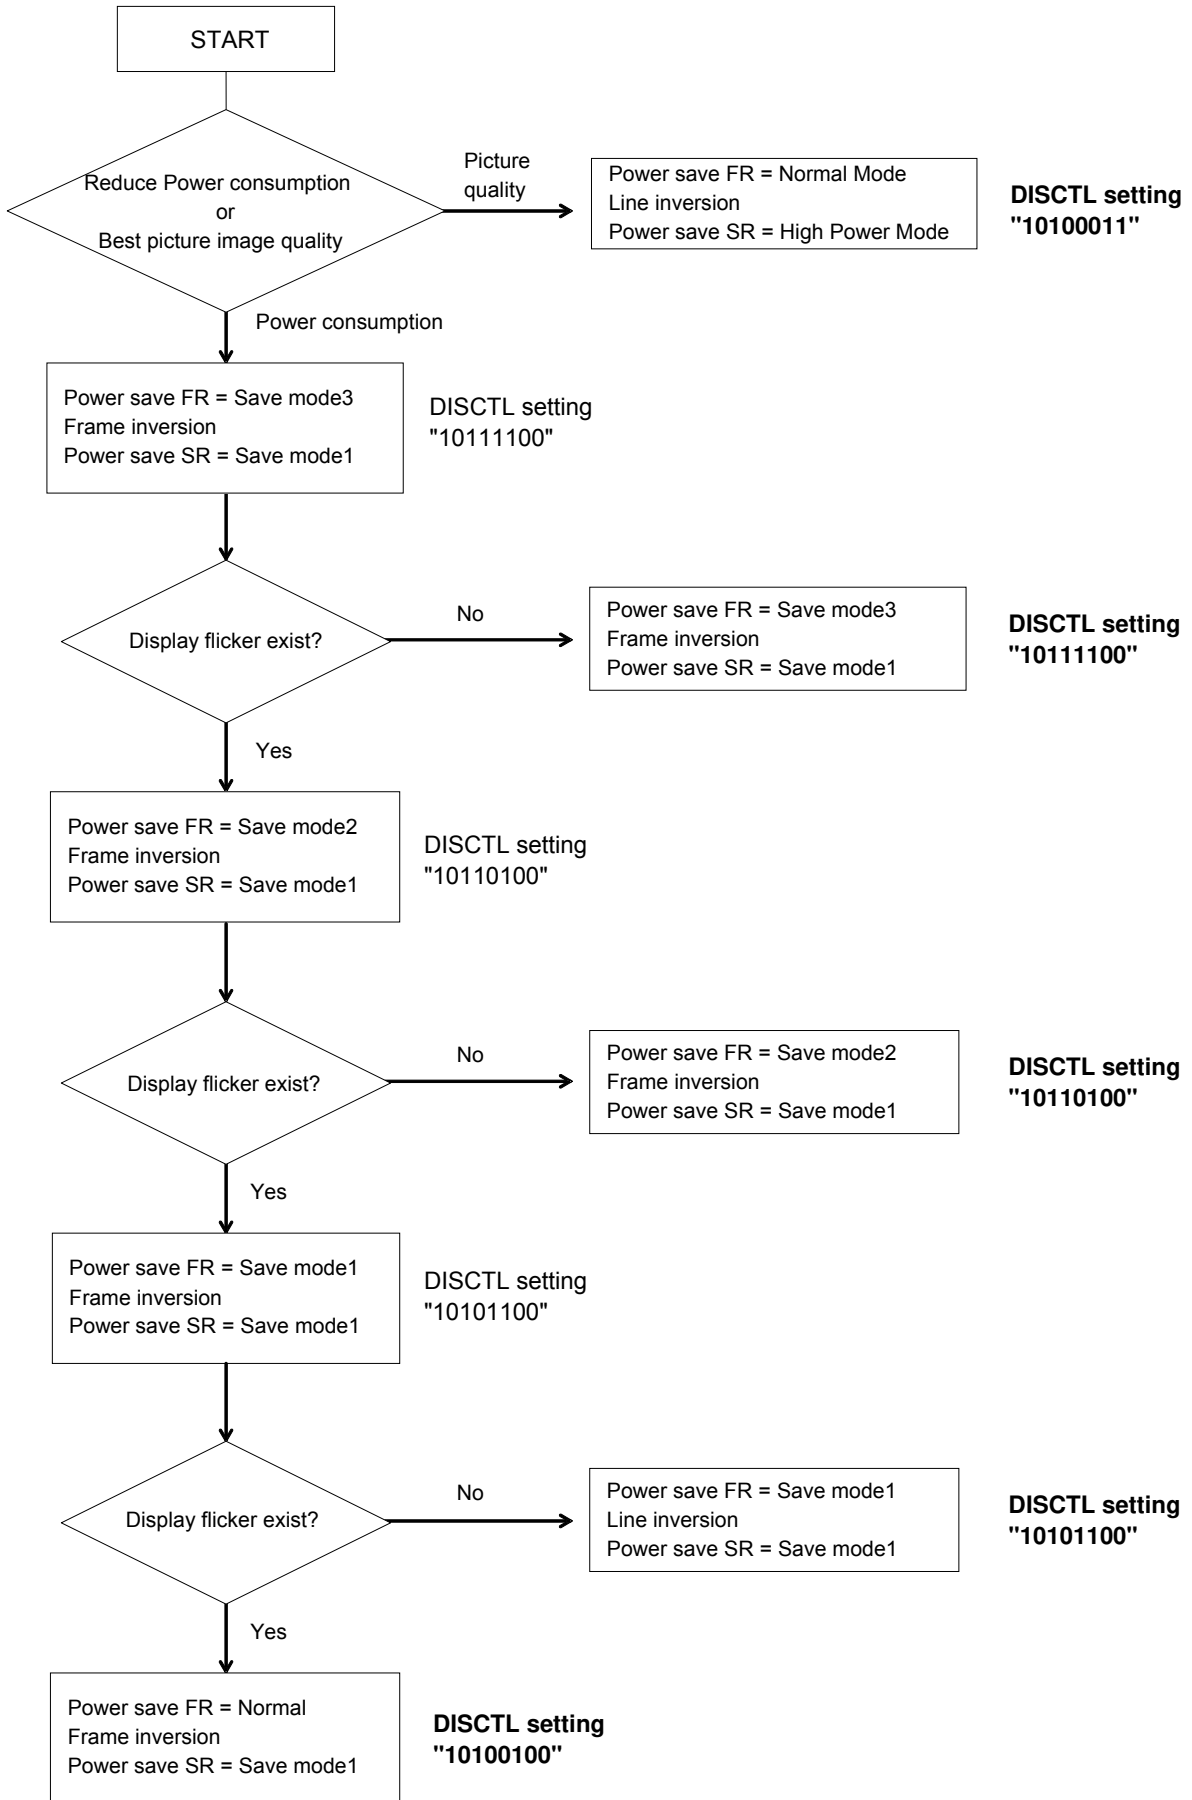 START
Reduce Power consumption
or
Best picture image quality
Picture
quality
Power save FR = Normal Mode
Line inversion
Power save SR = High Power Mode
DISCTL setting
"10100011"
Power consumption
Power save FR = Save mode3
Frame inversion
Power save SR = Save mode1
DISCTL setting
"10111100"
Display flicker exist?
No
Power save FR = Save mode3
Frame inversion
Power save SR = Save mode1
DISCTL setting
"10111100"
Yes
Power save FR = Save mode2
Frame inversion
Power save SR = Save mode1
DISCTL setting
"10110100"
Display flicker exist?
No
Power save FR = Save mode2
Frame inversion
Power save SR = Save mode1
DISCTL setting
"10110100"
Yes
Power save FR = Save mode1
Frame inversion
Power save SR = Save mode1
DISCTL setting
"10101100"
Display flicker exist?
No
Power save FR = Save mode1
Line inversion
Power save SR = Save mode1
DISCTL setting
"10101100"
Yes
Power save FR = Normal
Frame inversion
Power save SR = Save mode1
DISCTL setting
"10100100"